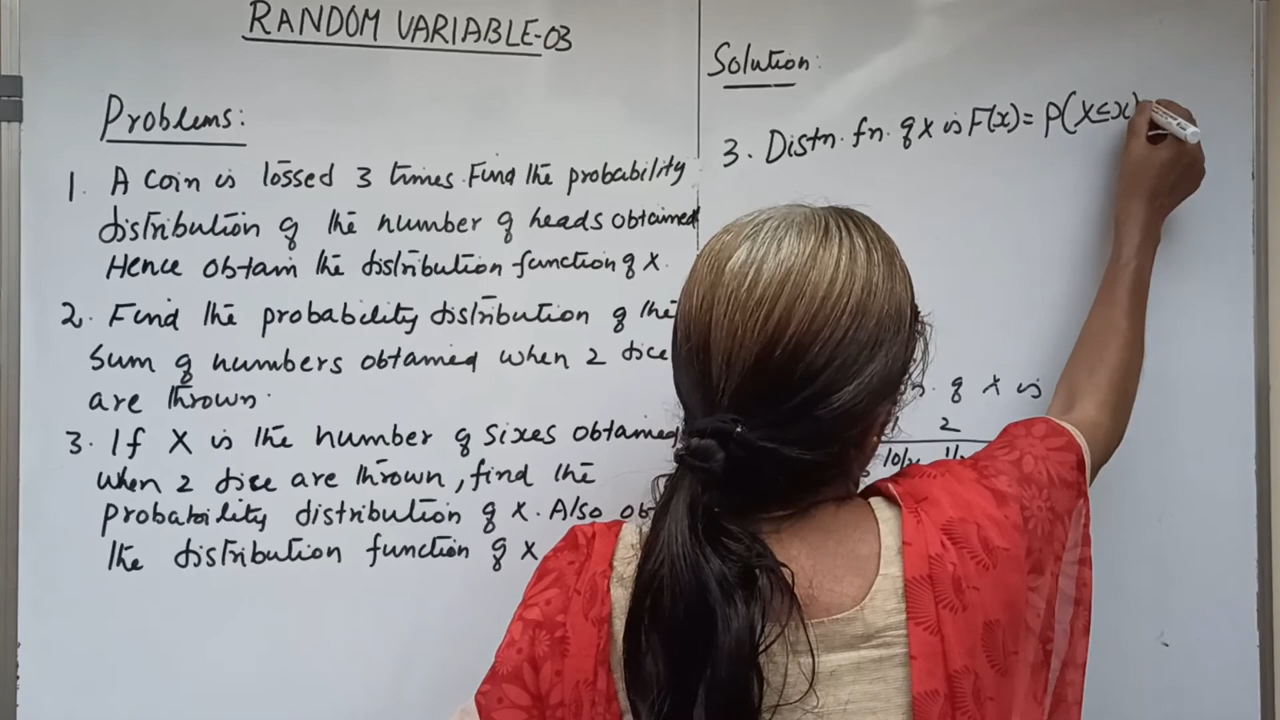 RANDOM VARIABLE-03
Problems:
1. A coin is tossed 3 times. Find the probability
distribution of the number of heads obtained
Hence obtain the distribution function of X.
2. Find the probability distribution of the
sum of numbers obtained when 2 dice
are thrown.
3. If X is the number of sixes obtained
when 2 dice are thrown, find the
probability distribution of X. Also
the distribution function of X
Solution:
3. Distn. fn. of X is F(x) = P(X≤x)
of X is
2
10/36